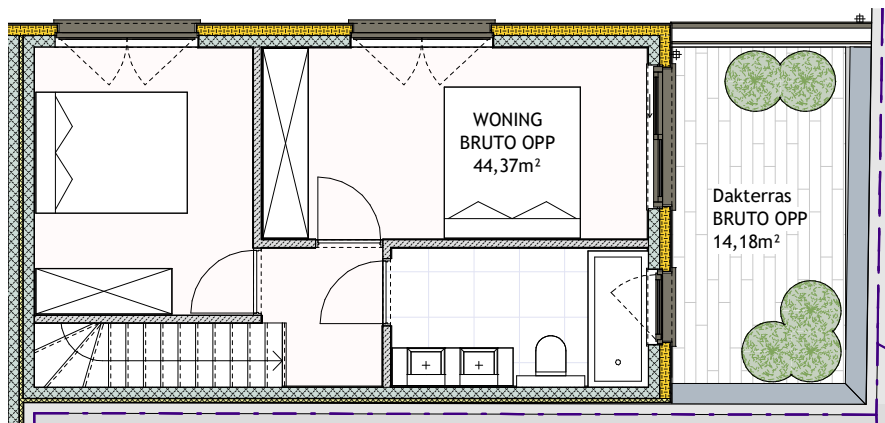 WONING
BRUTO OPP
44,37m²
Dakterras
BRUTO OPP
14,18m²